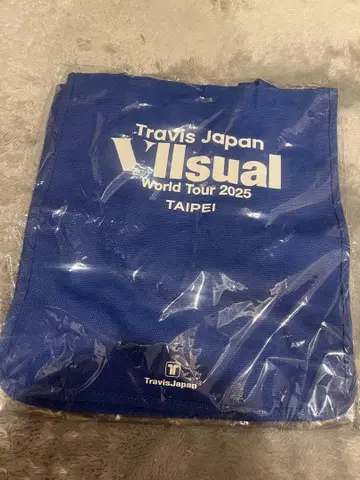 Travis Japan
VIIsual
World Tour 2025
TAIPEI
TravisJapan